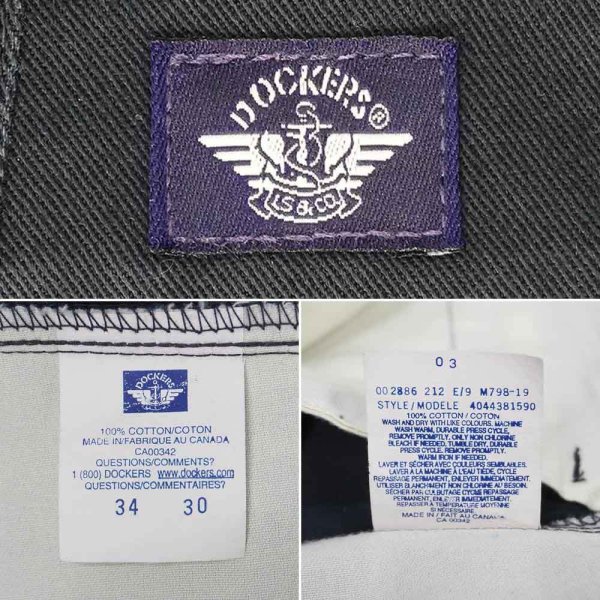 DOCKERS®
LS&CO.
DOCKERS
100% COTTON/COTON
MADE IN/FABRIQUE AU CANADA
CA00342
QUESTIONS/COMMENTS?
1 (800) DOCKERS www.dockers.com
QUESTIONS/COMMENTAIRES?
34 30
03
002886 212 E/9 M798-19
STYLE/MODELE 4044381590
100% COTTON / COTON
WASH AND DRY WITH LIKE COLOURS. MACHINE
WASH WARM, DURABLE PRESS CYCLE,
REMOVE PROMPTLY. ONLY NON CHLORINE
BLEACH IF NEEDED. TUMBLE DRY, DURABLE
PRESS CYCLE. REMOVE PROMPTLY.
WARM IRON IF NEEDED.
LAVER ET SÉCHER AVEC COULEURS SEMBLABLES.
LAVER A LA MACHINE A L'EAU TIÈDE, CYCLE
REPASSAGE PERMANENT, ENLEVER IMMÉDIATEMENT
UTILISER BLANCHIMENT NON CHLORINE AU BESOIN.
SÉCHER PAR CULBUTAGE CYCLE REPASSAGE
PERMANENT, ENLEVER IMMÉDIATEMENT
REPASSER A TEMPÉRATURE MOYENNE
SI NÉCESSAIRE
MADE IN / FAIT AU CANADA
CA 00342